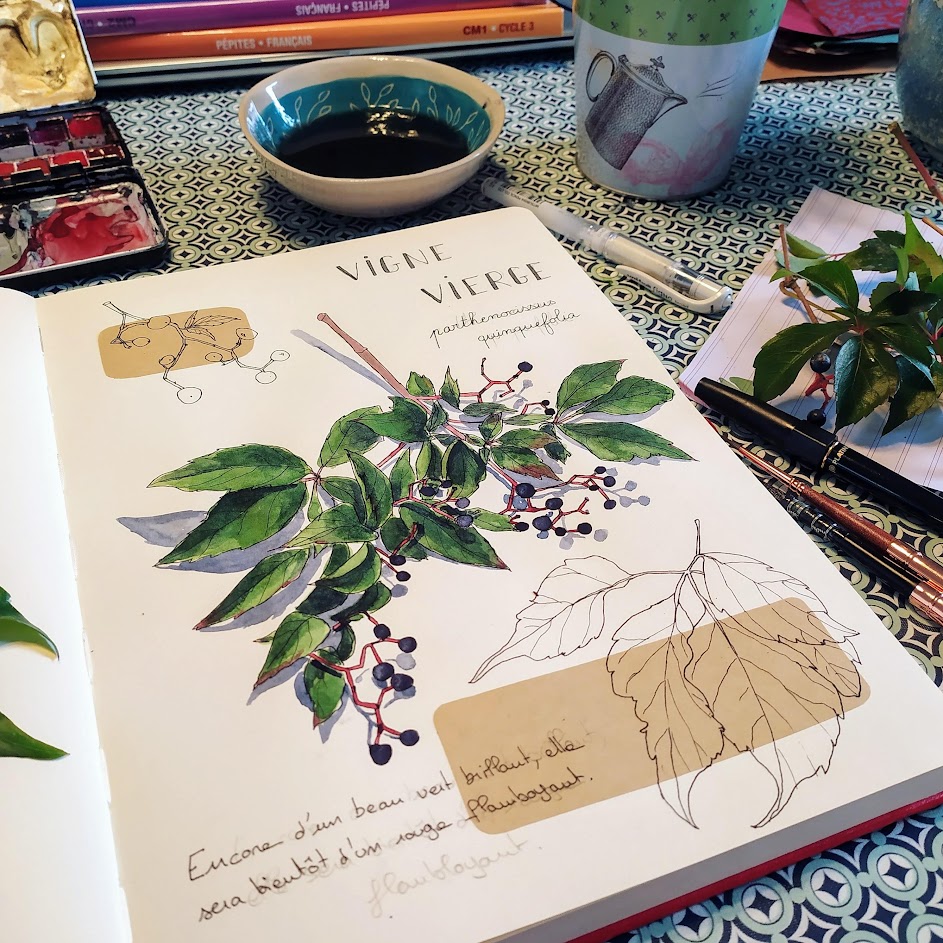 PÉPITES • FRANÇAIS
PÉPITES • FRANÇAIS
CM1 • CYCLE 3
VIGNE
VIERGE
parthenocissus
quinquefolia
Encore d'un beau vert brillant, elle
sera bientôt d'un rouge flamboyant.
flamboyant.